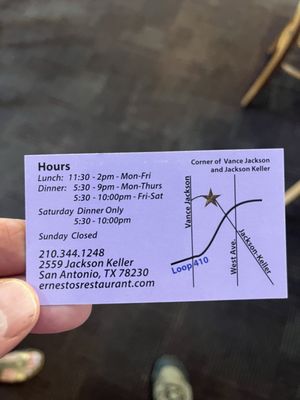 Hours
Lunch: 11:30 - 2pm - Mon-Fri
Dinner: 5:30 - 9pm - Mon-Thurs
5:30 - 10:00pm - Fri-Sat
Saturday Dinner Only
5:30 - 10:00pm
Sunday Closed
210.344.1248
2559 Jackson Keller
San Antonio, TX 78230
ernestosrestaurant.com
Corner of Vance Jackson
and Jackson Keller
Vance Jackson
Loop 410
West Ave.
Jackson-Keller